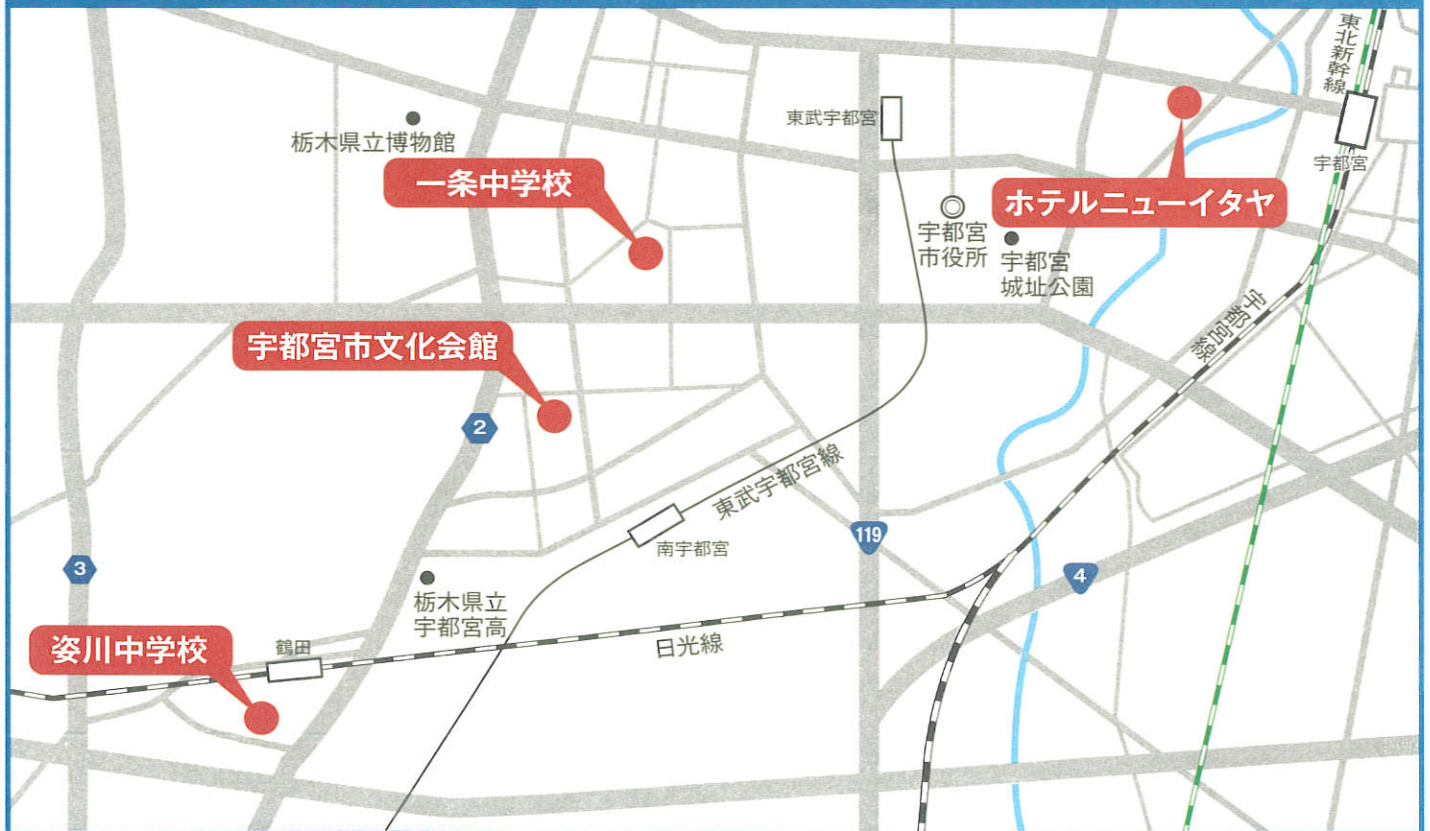 東北新幹線
東武宇都宮
栃木県立博物館
宇都宮
一条中学校
ホテルニューイタヤ
宇都宮
市役所
宇都宮
城址公園
宇都宮線
宇都宮市文化会館
2
東武宇都宮線
119
南宇都宮
3
4
栃木県立
宇都宮高
姿川中学校
鶴田
日光線